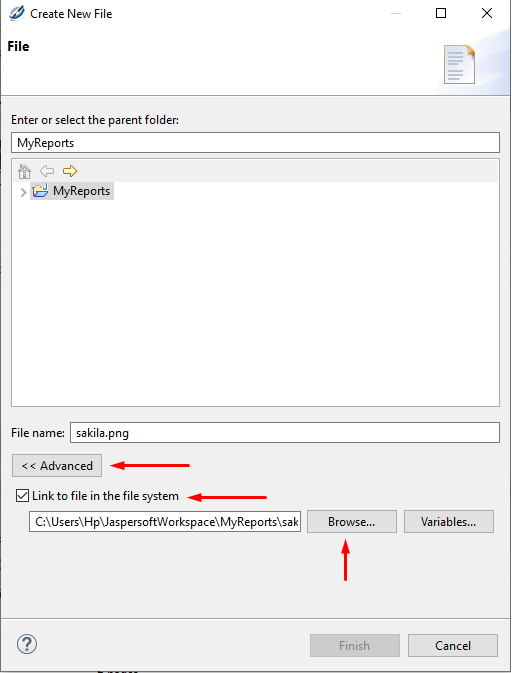 Create New File
File
Enter or select the parent folder:
MyReports
MyReports
File name: sakila.png
<< Advanced
Link to file in the file system
C:\Users\Hp\JaspersoftWorkspace\MyReports\sak Browse... Variables...
? Finish Cancel